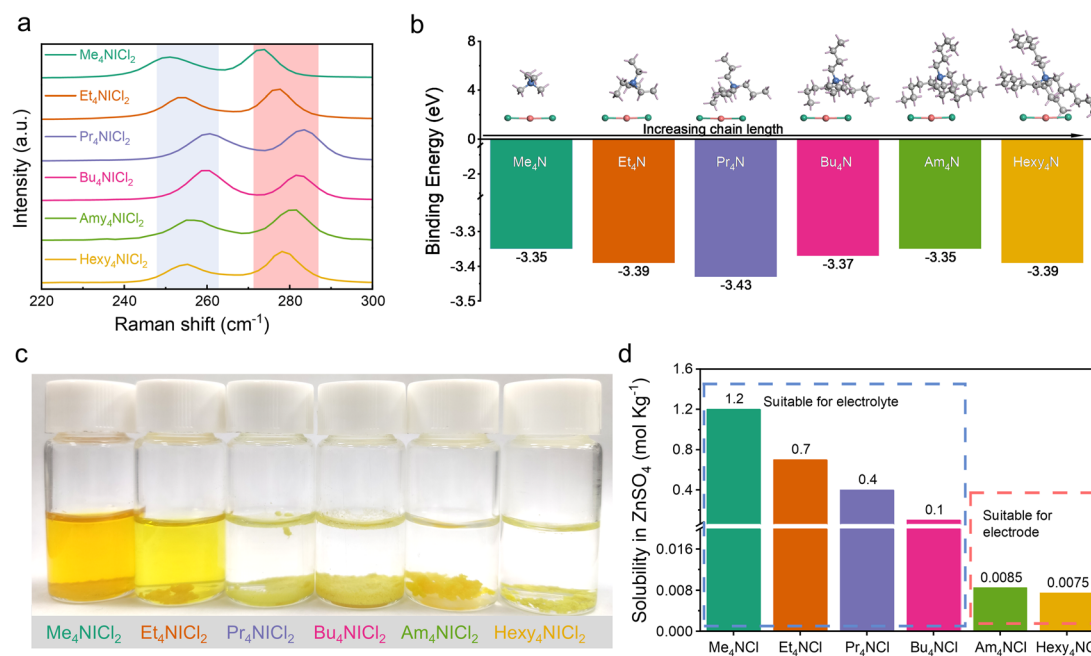 a
Me₄NICl₂
Et₄NICl₂
Pr₄NICl₂
Bu₄NICl₂
Amy₄NICl₂
Hexy₄NICl₂
Intensity (a.u.)
220 240 260 280 300
Raman shift (cm⁻¹)
b
Binding Energy (eV)
8
4
0
-2
-3.3
-3.4
-3.5
Increasing chain length
Me₄N Et₄N Pr₄N Bu₄N Am₄N Hexy₄N
-3.35 -3.39 -3.43 -3.37 -3.35 -3.39
c
Me₄NICl₂ Et₄NICl₂ Pr₄NICl₂ Bu₄NICl₂ Am₄NICl₂ Hexy₄NICl₂
d
Solubility in ZnSO₄ (mol Kg⁻¹)
1.6
1.2
0.8
0.4
0.016
0.008
0.000
Suitable for electrolyte
Suitable for
electrode
1.2 0.7 0.4 0.1 0.0085 0.0075
Me₄NCl Et₄NCl Pr₄NCl Bu₄NCl Am₄NCl Hexy₄NCl